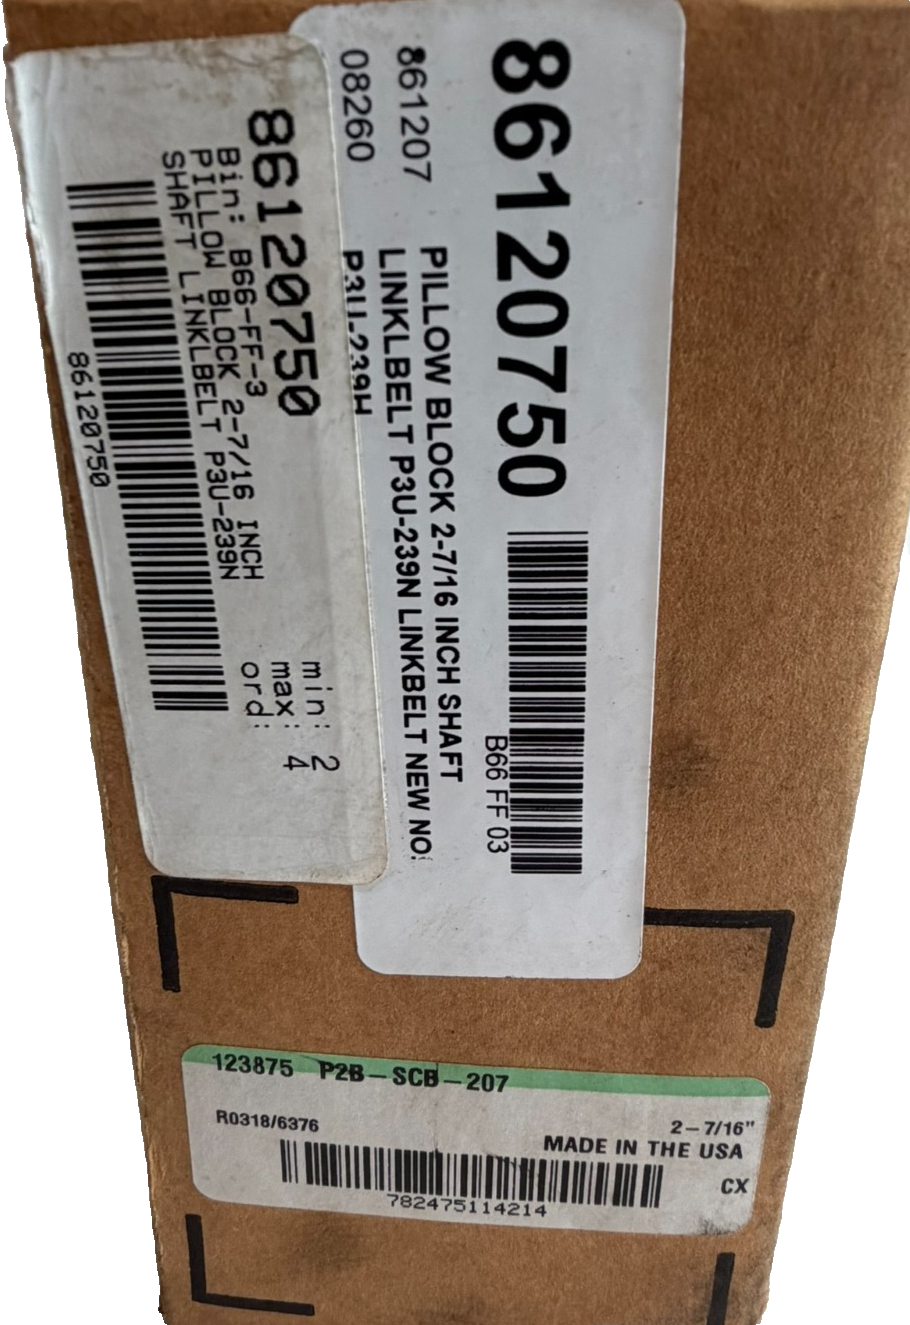 86120750
B66 FF 03
861207
PILLOW BLOCK 2-7/16 INCH SHAFT
08260
LINKLBELT P3U-239N LINKBELT NEW NO.
P3U-239H
86120750
Bin: B66-FF-3
PILLOW BLOCK 2-7/16 INCH
SHAFT LINKLBELT P3U-239N
min: 2
max: 4
ord:
86120750
123875 P2B-SCB-207
R0318/6376
2-7/16"
MADE IN THE USA
CX
782475114214